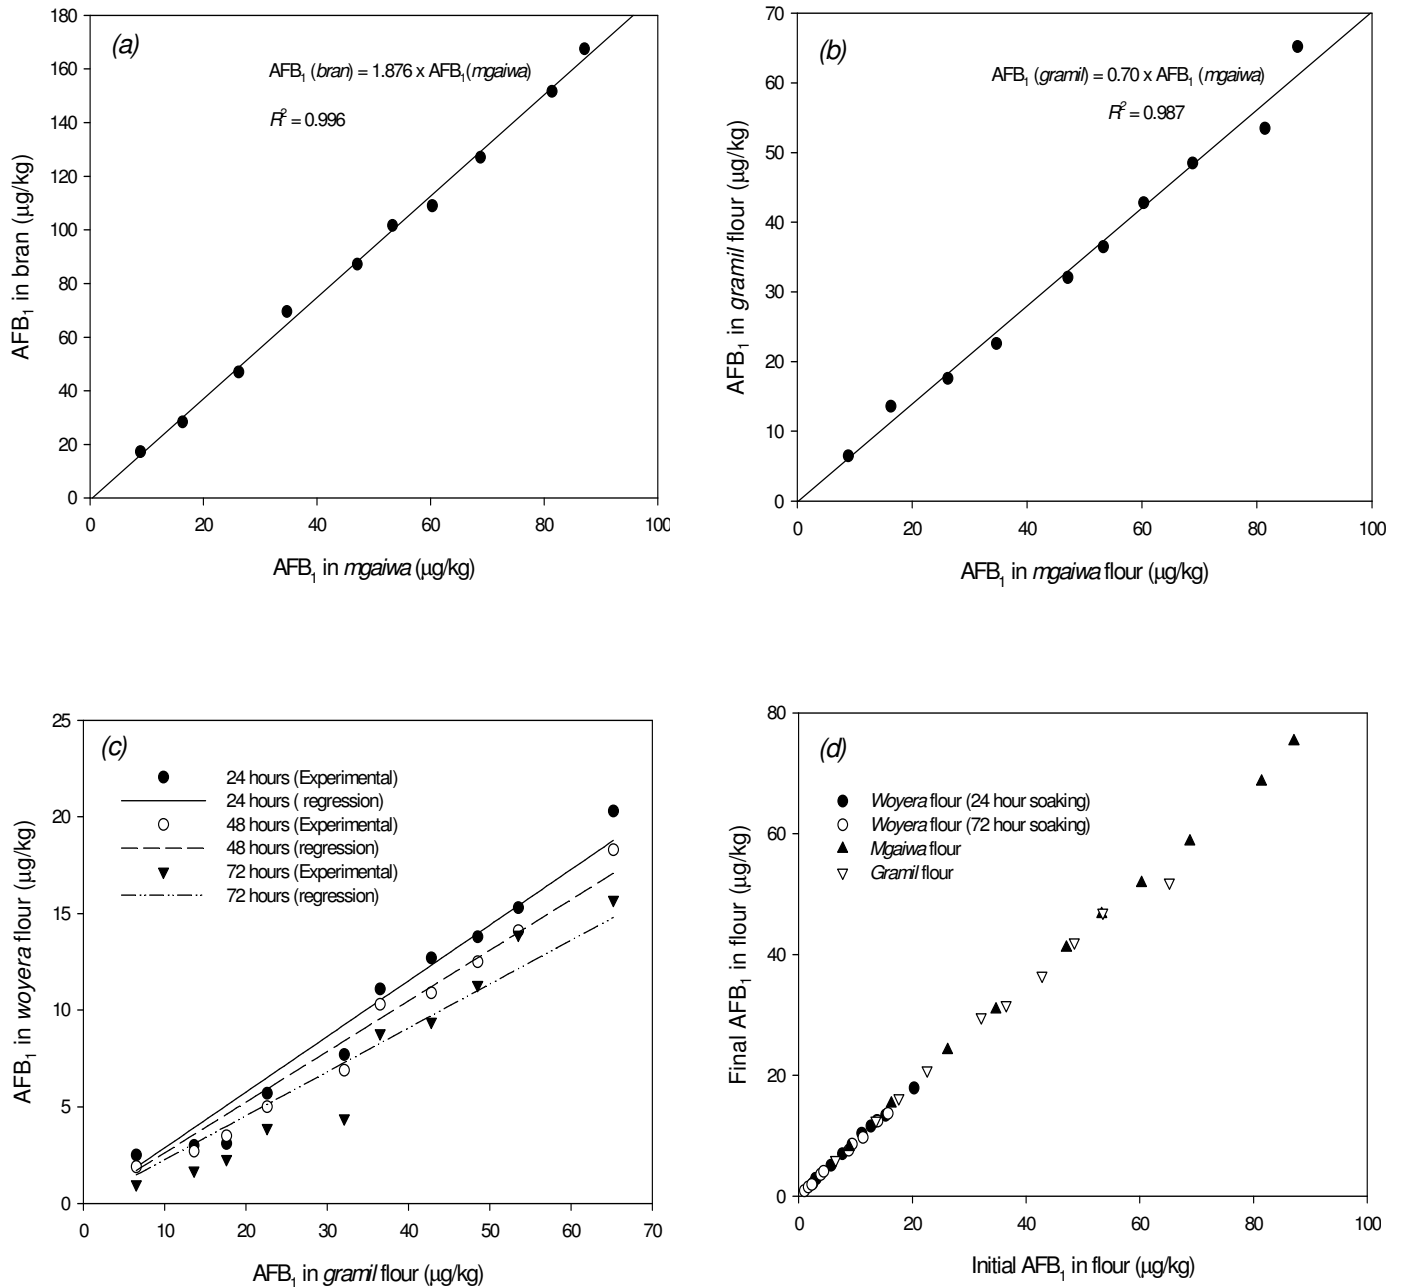 (a)
AFB₁ (bran) = 1.876 x AFB₁(mgaiwa)
R² = 0.996
AFB₁ in bran (µg/kg)
180
160
140
120
100
80
60
40
20
0
0 20 40 60 80 100
AFB₁ in mgaiwa (µg/kg)
(b)
AFB₁ (gramil) = 0.70 x AFB₁ (mgaiwa)
R² = 0.987
AFB₁ in gramil flour (µg/kg)
70
60
50
40
30
20
10
0
0 20 40 60 80 100
AFB₁ in mgaiwa flour (µg/kg)
(c)
24 hours (Experimental)
24 hours ( regression)
48 hours (Experimental)
48 hours (regression)
72 hours (Experimental)
72 hours (regression)
AFB₁ in woyera flour (µg/kg)
25
20
15
10
5
0
0 10 20 30 40 50 60 70
AFB₁ in gramil flour (µg/kg)
(d)
Woyera flour (24 hour soaking)
Woyera flour (72 hour soaking)
Mgaiwa flour
Gramil flour
Final AFB₁ in flour (µg/kg)
80
60
40
20
0
0 20 40 60 80 100
Initial AFB₁ in flour (µg/kg)